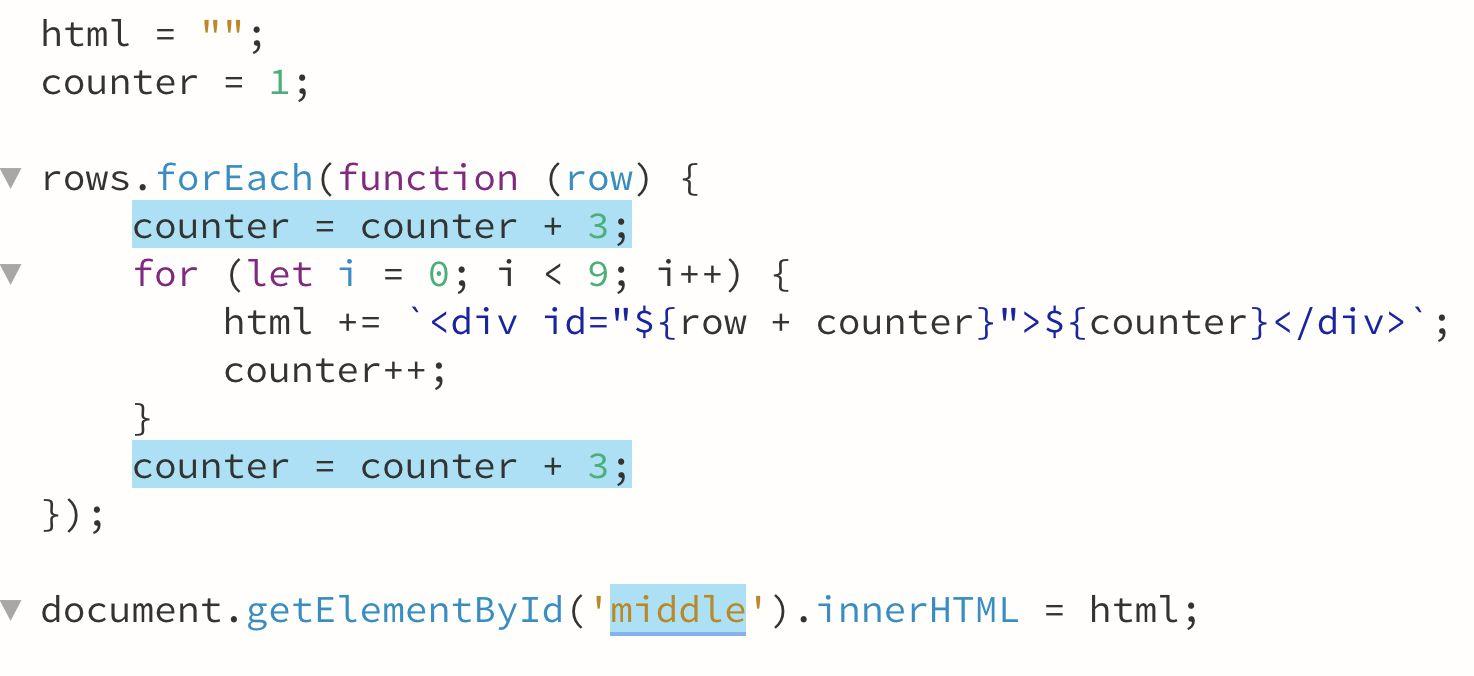 html = "";
counter = 1;
rows.forEach(function (row) {
counter = counter + 3;
for (let i = 0; i < 9; i++) {
html += `<div id="${row + counter}">${counter}</div>`;
counter++;
}
counter = counter + 3;
});
document.getElementById('middle').innerHTML = html;